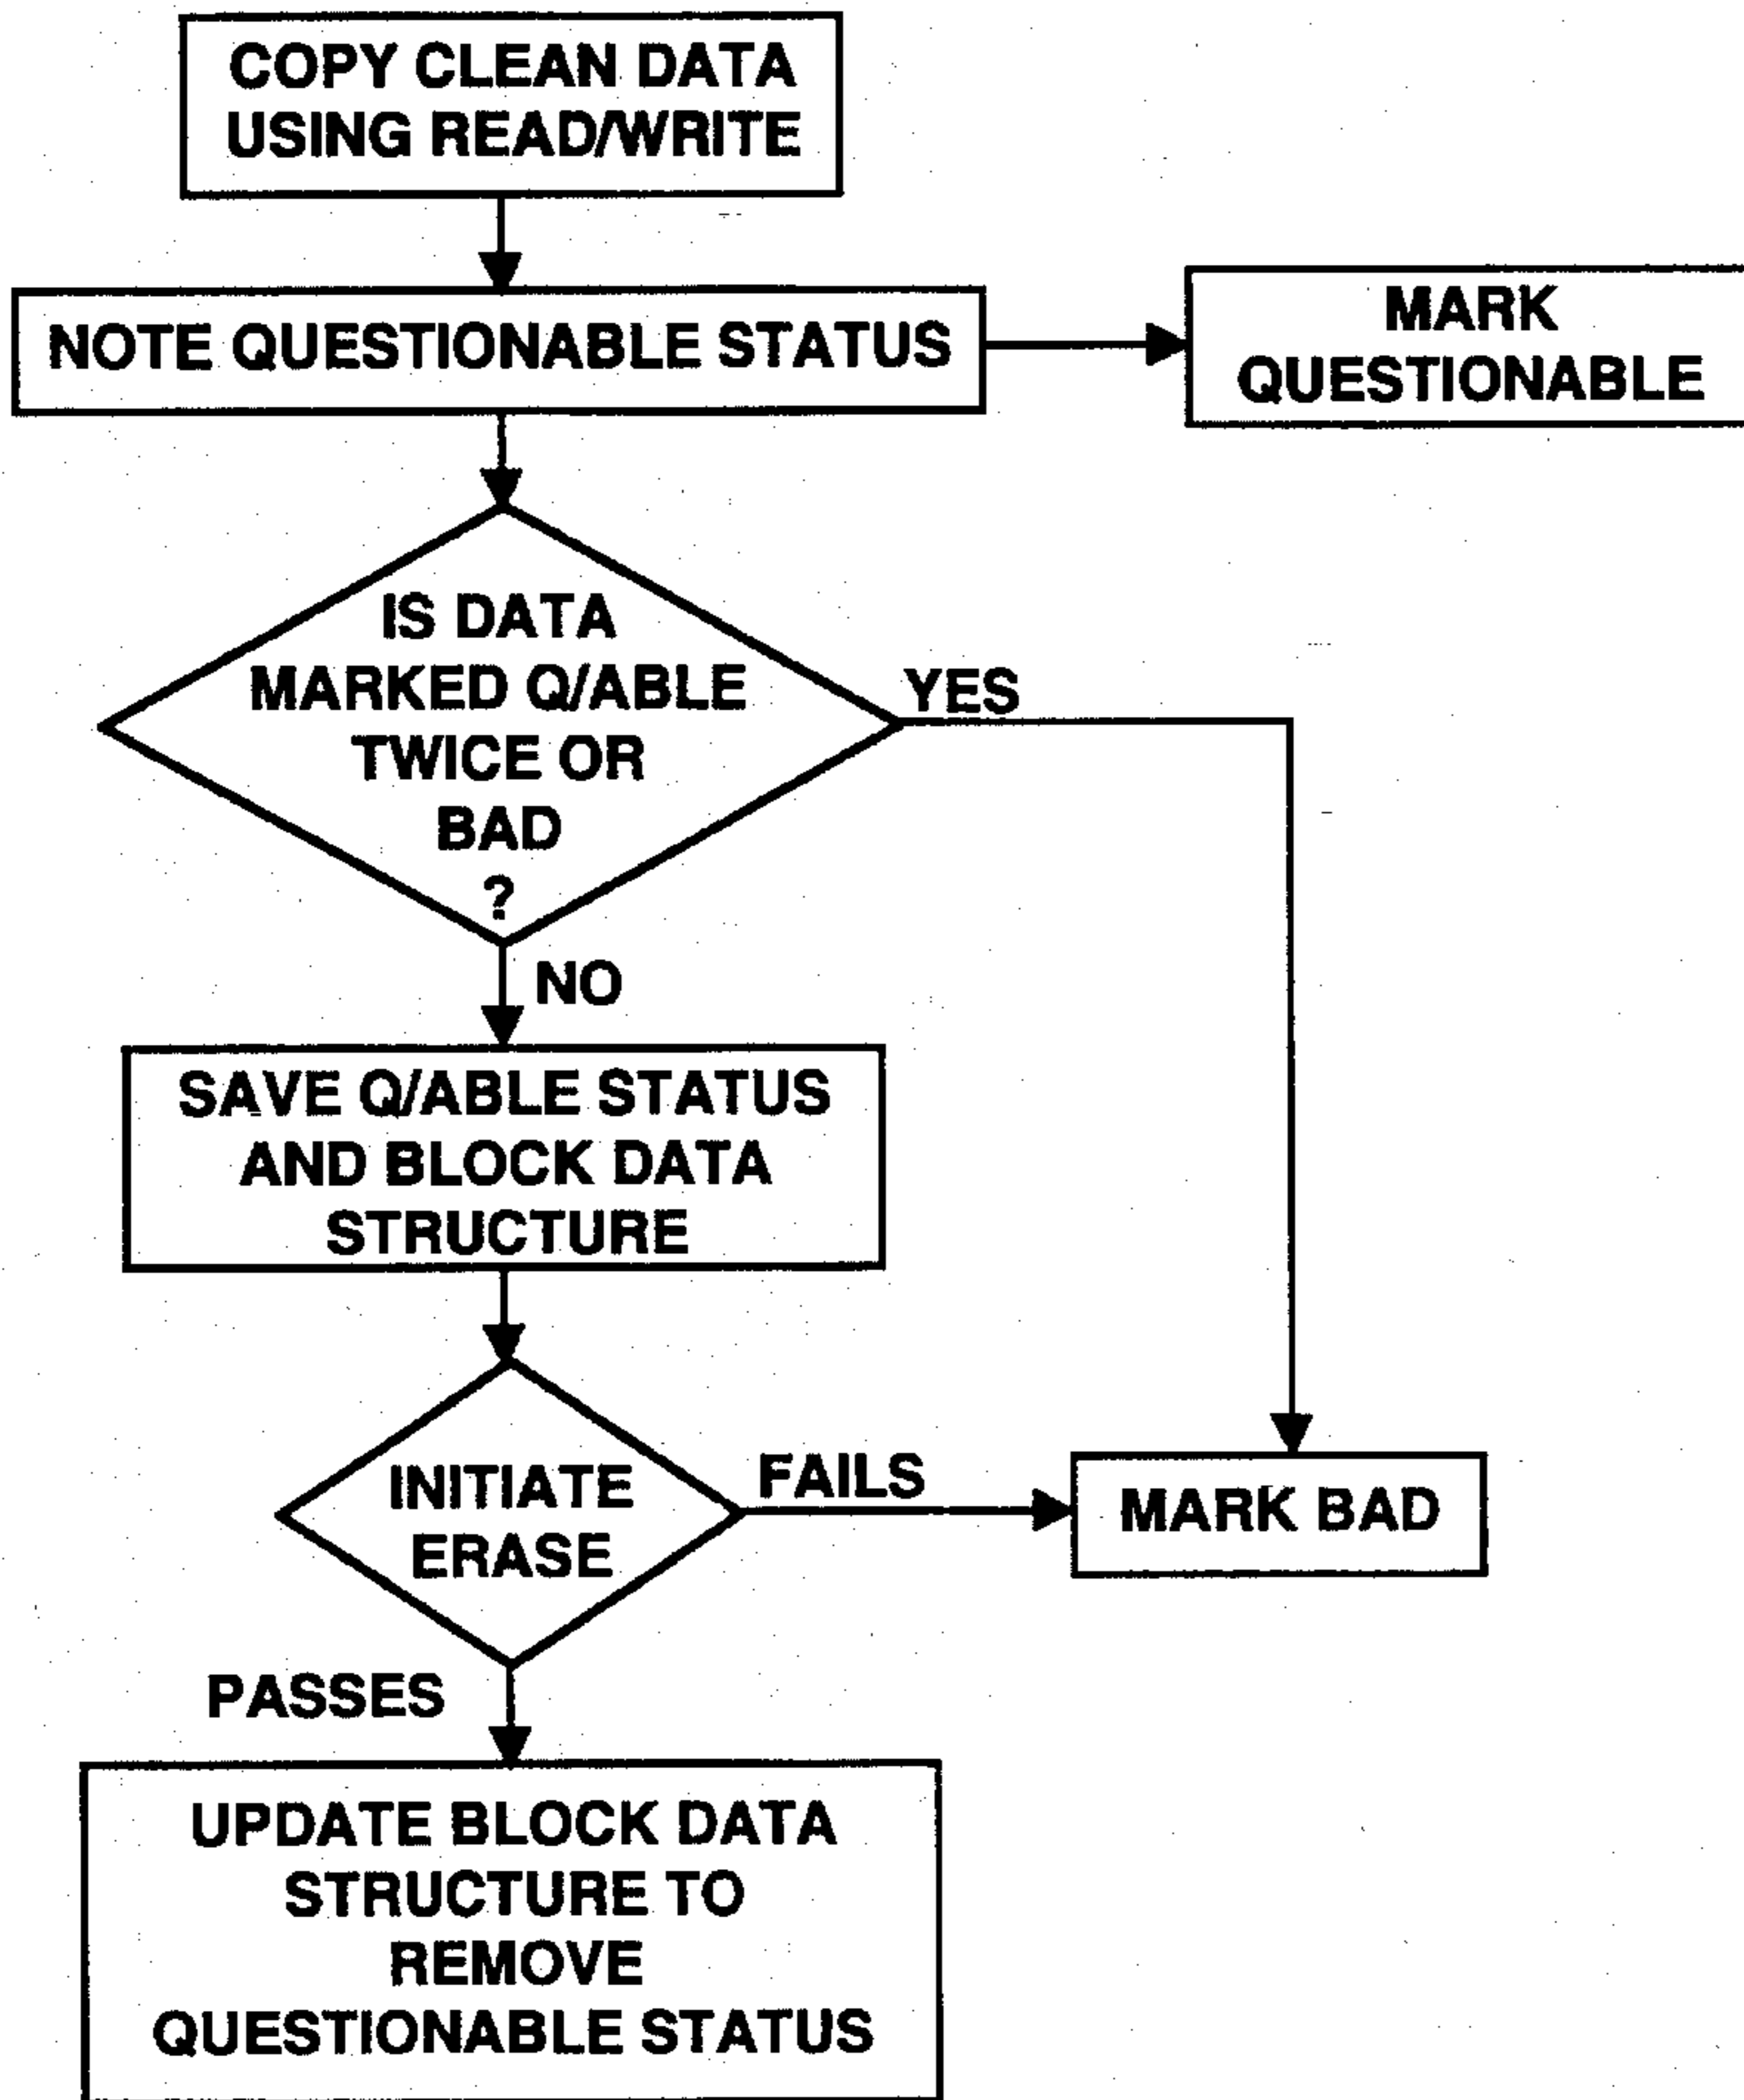 COPY CLEAN DATA
USING READ/WRITE
NOTE QUESTIONABLE STATUS
MARK
QUESTIONABLE
IS DATA
MARKED Q/ABLE
TWICE OR
BAD
?
YES
NO
SAVE Q/ABLE STATUS
AND BLOCK DATA
STRUCTURE
INITIATE
ERASE
FAILS
MARK BAD
PASSES
UPDATE BLOCK DATA
STRUCTURE TO
REMOVE
QUESTIONABLE STATUS